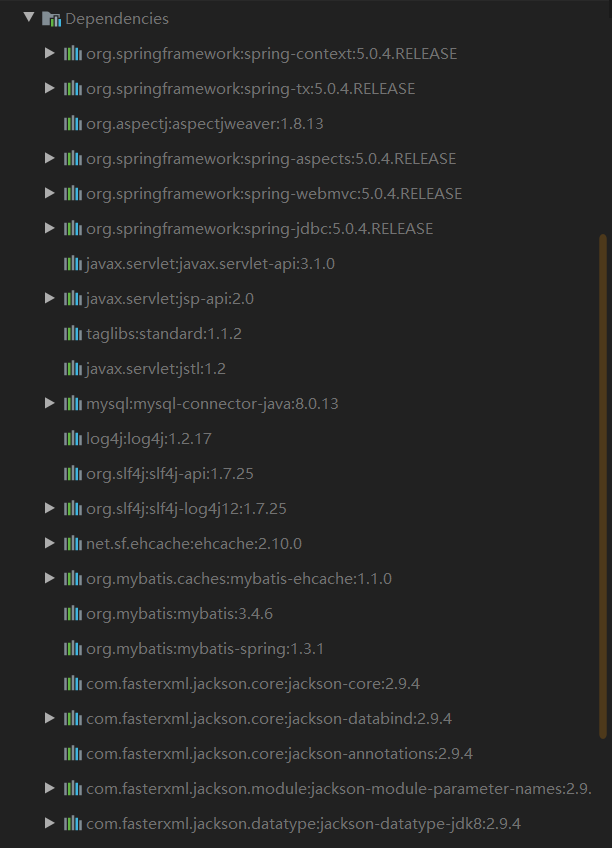 Dependencies
org.springframework:spring-context:5.0.4.RELEASE
org.springframework:spring-tx:5.0.4.RELEASE
org.aspectj:aspectjweaver:1.8.13
org.springframework:spring-aspects:5.0.4.RELEASE
org.springframework:spring-webmvc:5.0.4.RELEASE
org.springframework:spring-jdbc:5.0.4.RELEASE
javax.servlet:javax.servlet-api:3.1.0
javax.servlet:jsp-api:2.0
taglibs:standard:1.1.2
javax.servlet:jstl:1.2
mysql:mysql-connector-java:8.0.13
log4j:log4j:1.2.17
org.slf4j:slf4j-api:1.7.25
org.slf4j:slf4j-log4j12:1.7.25
net.sf.ehcache:ehcache:2.10.0
org.mybatis.caches:mybatis-ehcache:1.1.0
org.mybatis:mybatis:3.4.6
org.mybatis:mybatis-spring:1.3.1
com.fasterxml.jackson.core:jackson-core:2.9.4
com.fasterxml.jackson.core:jackson-databind:2.9.4
com.fasterxml.jackson.core:jackson-annotations:2.9.4
com.fasterxml.jackson.module:jackson-module-parameter-names:2.9.
com.fasterxml.jackson.datatype:jackson-datatype-jdk8:2.9.4